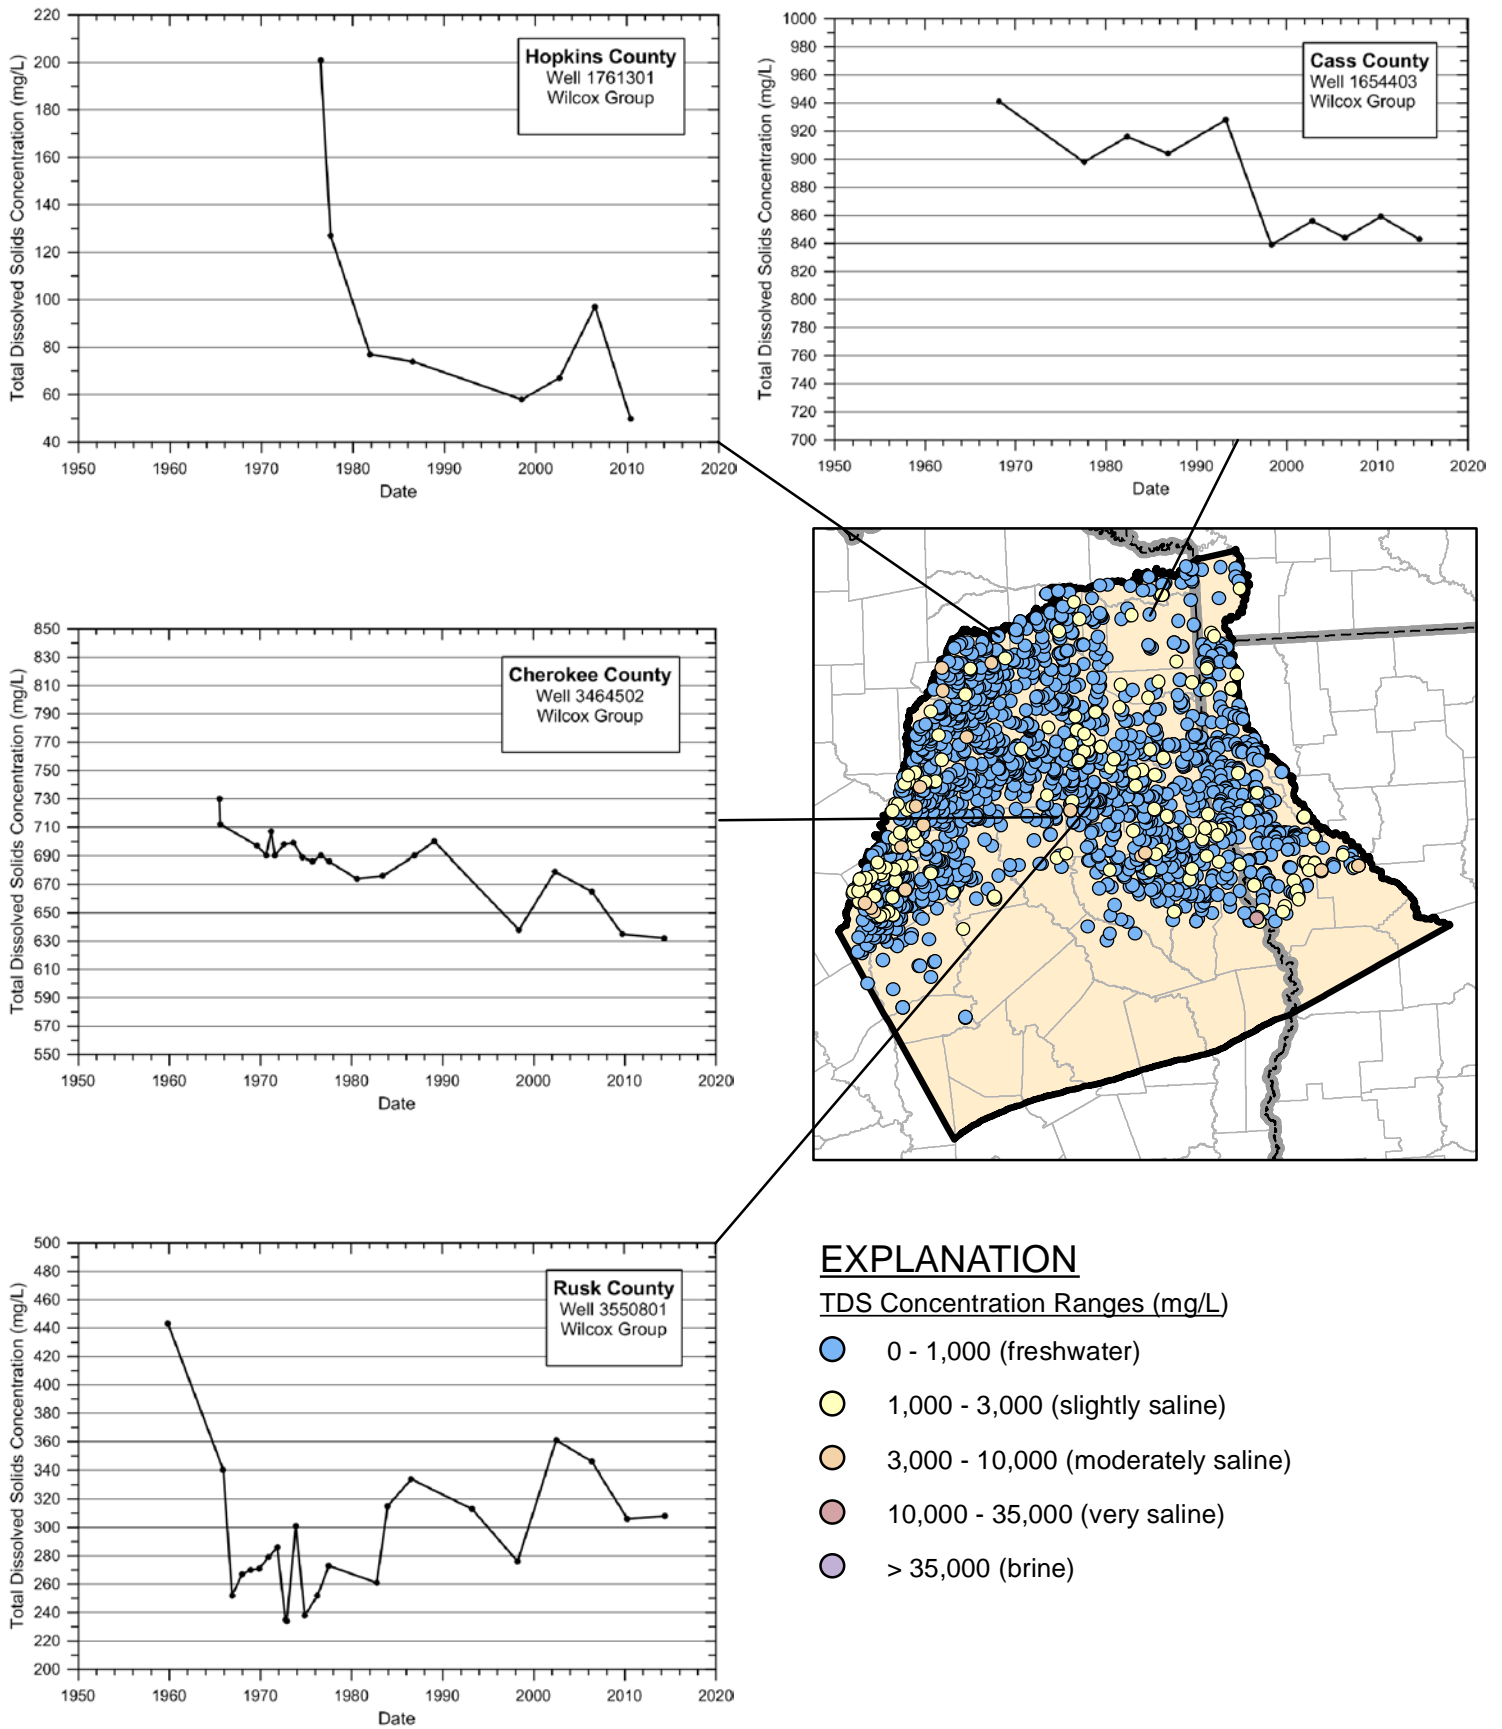 Total Dissolved Solids Concentration (mg/L)
220
200
180
160
140
120
100
80
60
40
Hopkins County
Well 1761301
Wilcox Group
1950 1960 1970 1980 1990 2000 2010 2020
Date
Total Dissolved Solids Concentration (mg/L)
1000
980
960
940
920
900
880
860
840
820
800
780
760
740
720
700
Cass County
Well 1654403
Wilcox Group
1950 1960 1970 1980 1990 2000 2010 2020
Date
Total Dissolved Solids Concentration (mg/L)
850
830
810
790
770
750
730
710
690
670
650
630
610
590
570
550
Cherokee County
Well 3464502
Wilcox Group
1950 1960 1970 1980 1990 2000 2010 2020
Date
Total Dissolved Solids Concentration (mg/L)
500
480
460
440
420
400
380
360
340
320
300
280
260
240
220
200
Rusk County
Well 3550801
Wilcox Group
1950 1960 1970 1980 1990 2000 2010 2020
Date
EXPLANATION
TDS Concentration Ranges (mg/L)
0 - 1,000 (freshwater)
1,000 - 3,000 (slightly saline)
3,000 - 10,000 (moderately saline)
10,000 - 35,000 (very saline)
> 35,000 (brine)